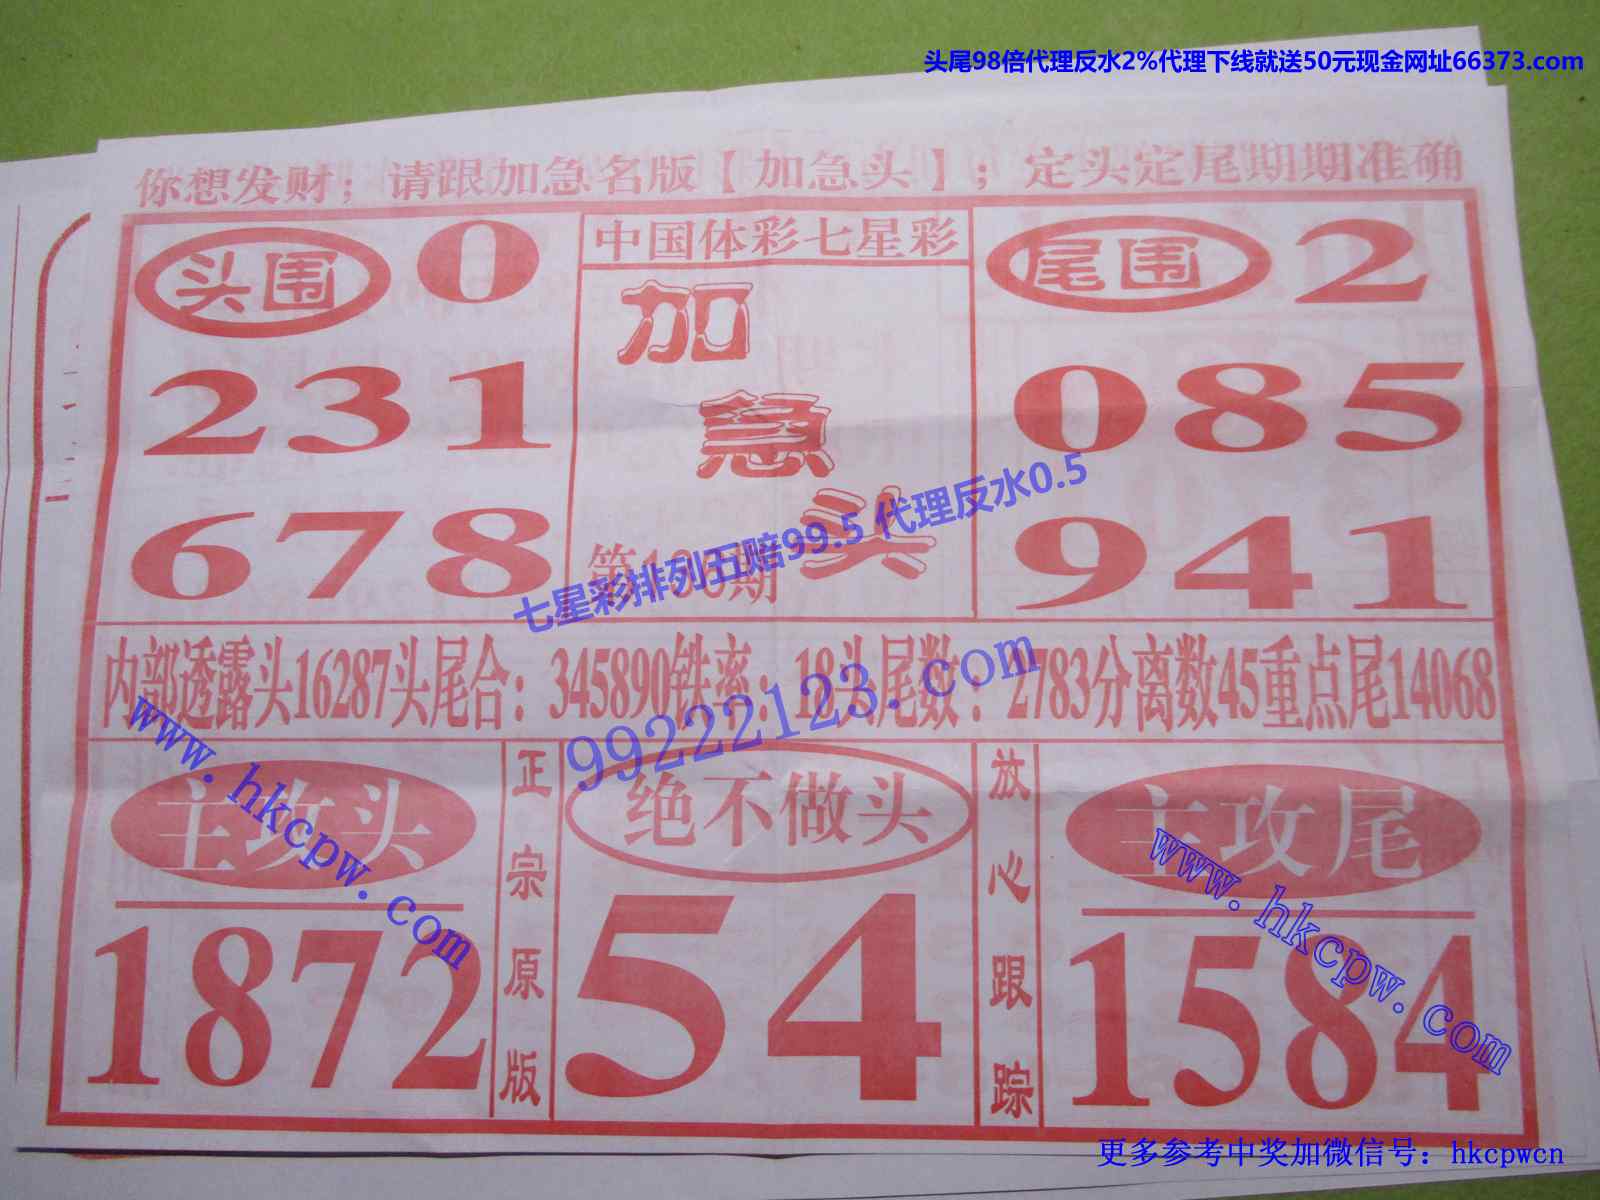 头尾98倍代理反水2%代理下线就送50元现金网址66373.com
你想发财；请跟加急名版【加急头】；定头定尾期期准确
头围 0
231
678
中国体彩七星彩
加
急
头
尾围 2
085
941
七星彩排列五赔99.5 代理反水0.5
99222123.com
内部透露头16287头尾合：345890铁率：18头尾数：2783分离数45重点尾14068
主攻头
1872
正宗原版
绝不做头
54
放心跟踪
主攻尾
1584
www.hkcpw.com
www.hkcpw.com
更多参考中奖加微信号：hkcpwcn